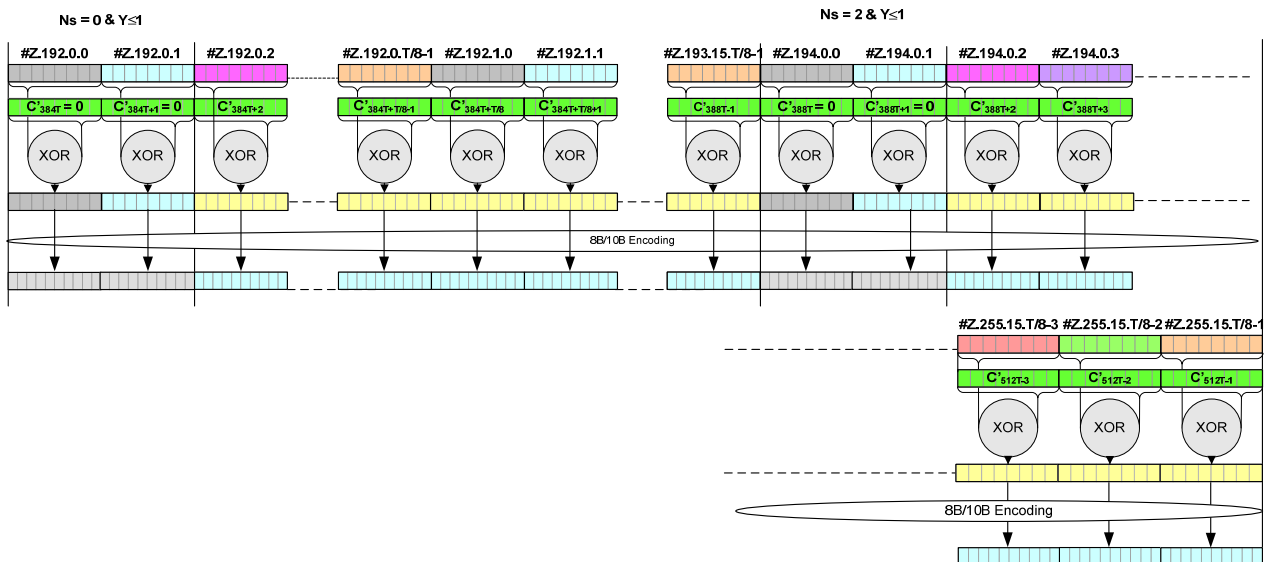 Ns = 0 & Y≤1
Ns = 2 & Y≤1
#Z.192.0.0 #Z.192.0.1 #Z.192.0.2 #Z.192.0.T/8-1 #Z.192.1.0 #Z.192.1.1 #Z.193.15.T/8-1 #Z.194.0.0 #Z.194.0.1 #Z.194.0.2 #Z.194.0.3
C'384T = 0 C'384T+1 = 0 C'384T+2 C'384T+T/8-1 C'384T+T/8 C'384T+T/8+1 C'388T-1 C'388T = 0 C'388T+1 = 0 C'388T+2 C'388T+3
XOR XOR XOR XOR XOR XOR XOR XOR XOR XOR XOR
8B/10B Encoding
#Z.255.15.T/8-3 #Z.255.15.T/8-2 #Z.255.15.T/8-1
C'512T-3 C'512T-2 C'512T-1
XOR XOR XOR
8B/10B Encoding